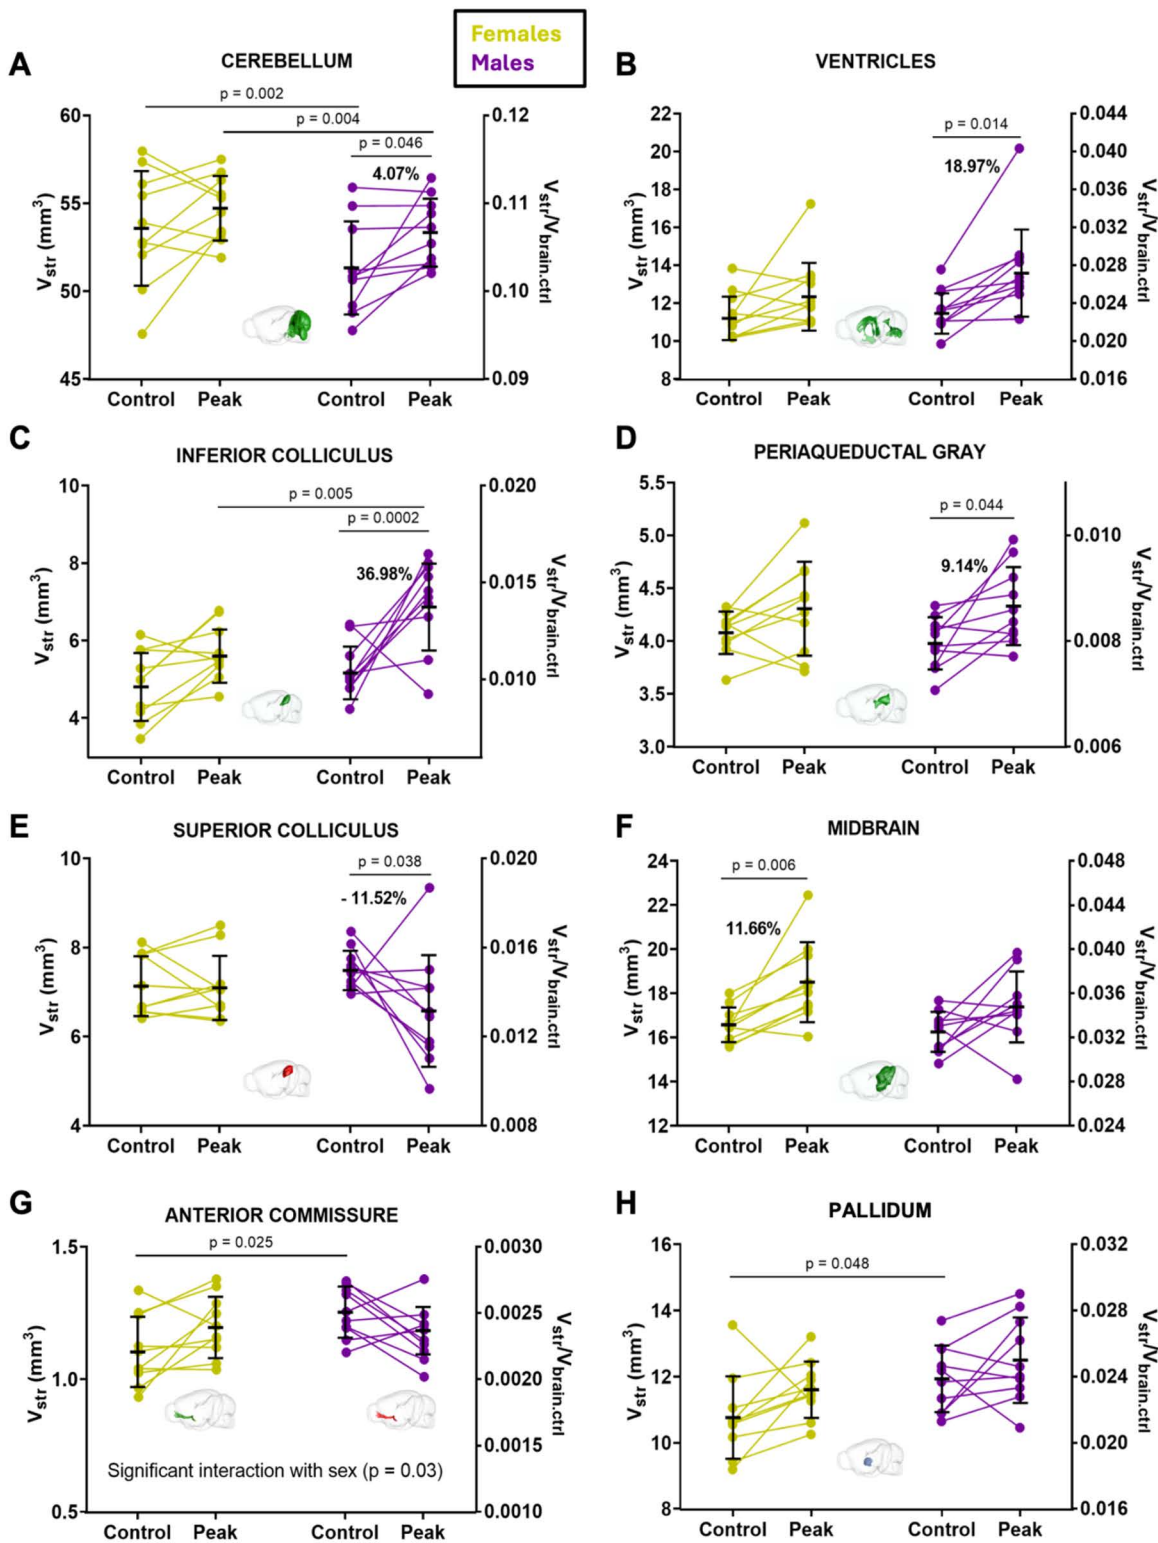 Females
Males
A
CEREBELLUM
p = 0.002
p = 0.004
p = 0.046
4.07%
60
55
50
45
Vstr (mm3)
0.12
0.11
0.10
0.09
Vstr/Vbrain.ctrl
Control Peak Control Peak
B
VENTRICLES
p = 0.014
18.97%
22
20
18
16
14
12
10
8
Vstr (mm3)
0.044
0.040
0.036
0.032
0.028
0.024
0.020
0.016
Vstr/Vbrain.ctrl
Control Peak Control Peak
C
INFERIOR COLLICULUS
p = 0.005
p = 0.0002
36.98%
10
8
6
4
Vstr (mm3)
0.020
0.015
0.010
Vstr/Vbrain.ctrl
Control Peak Control Peak
D
PERIAQUEDUCTAL GRAY
p = 0.044
9.14%
5.5
5.0
4.5
4.0
3.5
3.0
Vstr (mm3)
0.010
0.008
0.006
Vstr/Vbrain.ctrl
Control Peak Control Peak
E
SUPERIOR COLLICULUS
p = 0.038
- 11.52%
10
8
6
4
Vstr (mm3)
0.020
0.016
0.012
0.008
Vstr/Vbrain.ctrl
Control Peak Control Peak
F
MIDBRAIN
p = 0.006
11.66%
24
22
20
18
16
14
12
Vstr (mm3)
0.048
0.044
0.040
0.036
0.032
0.028
0.024
Vstr/Vbrain.ctrl
Control Peak Control Peak
G
ANTERIOR COMMISSURE
p = 0.025
1.5
1.0
0.5
Vstr (mm3)
0.0030
0.0025
0.0020
0.0015
0.0010
Vstr/Vbrain.ctrl
Significant interaction with sex (p = 0.03)
Control Peak Control Peak
H
PALLIDUM
p = 0.048
16
14
12
10
8
Vstr (mm3)
0.032
0.028
0.024
0.020
0.016
Vstr/Vbrain.ctrl
Control Peak Control Peak